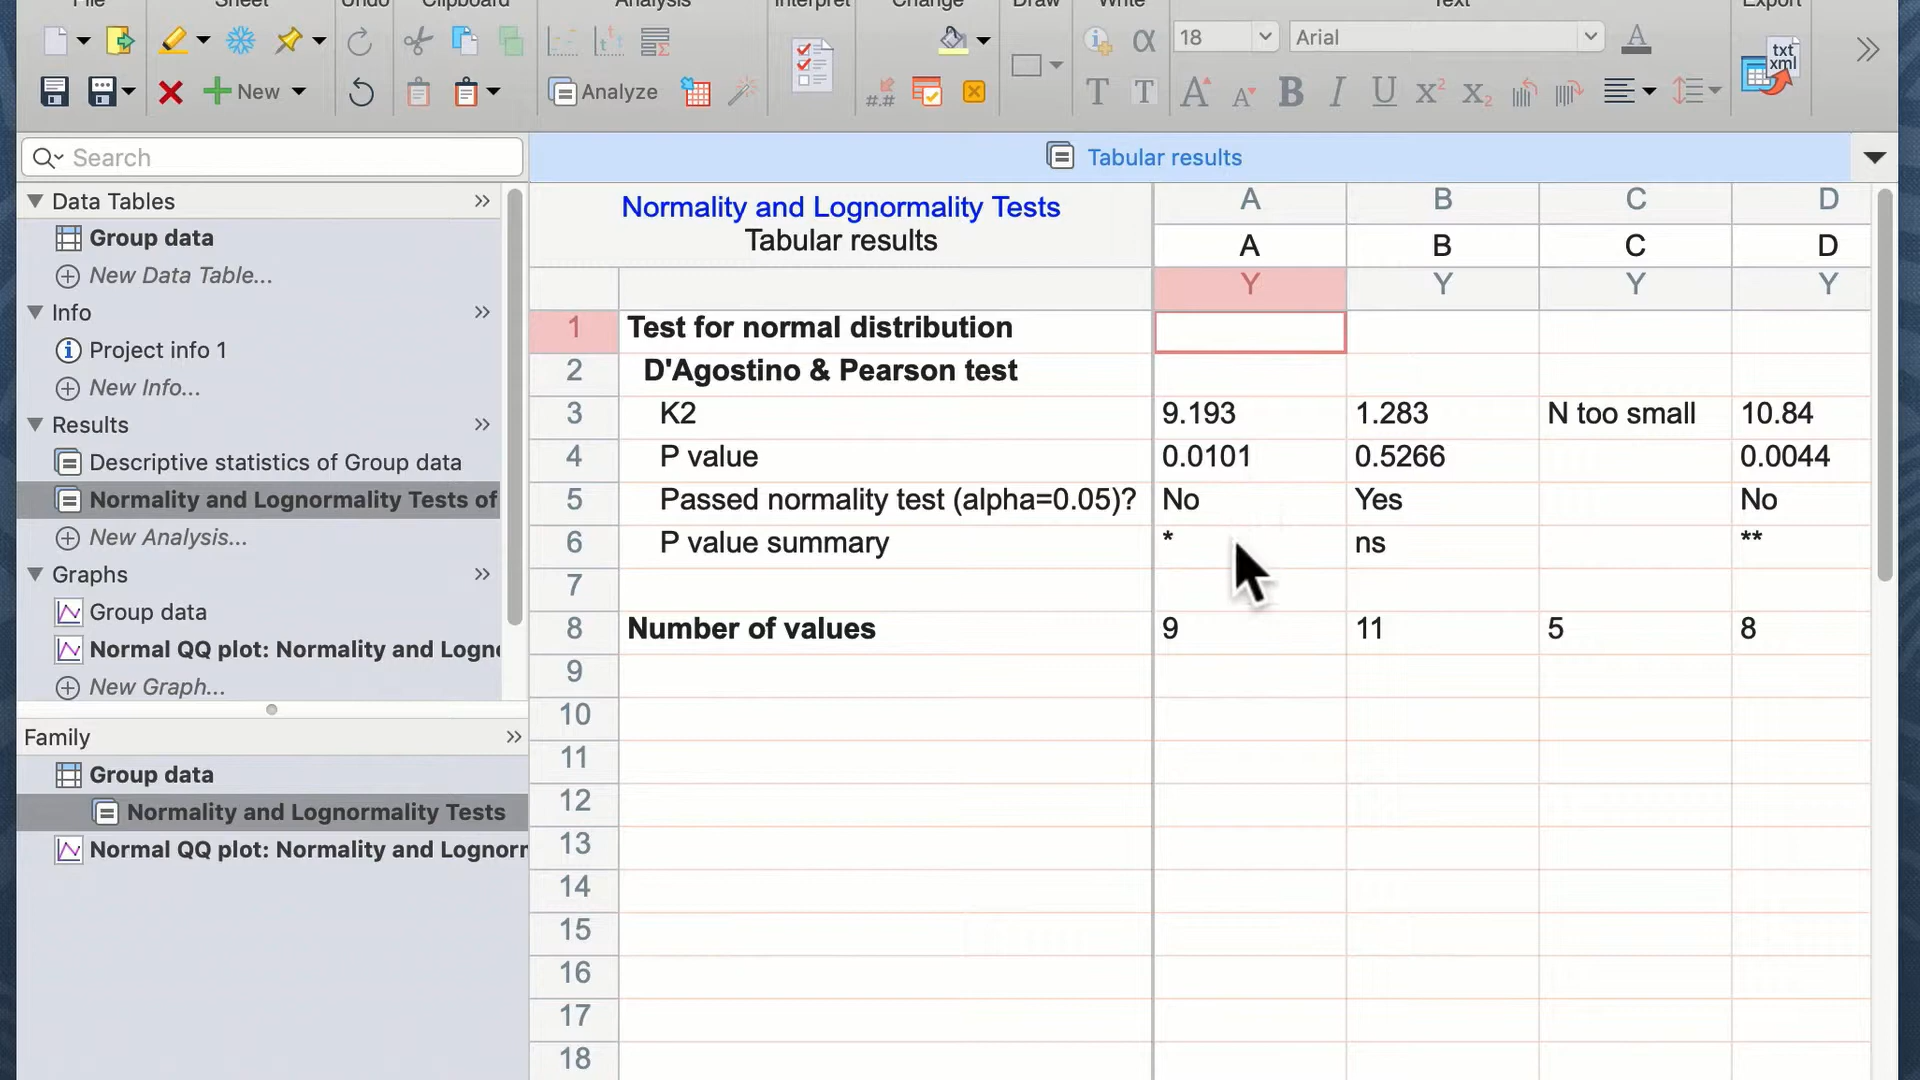 File Sheet Undo Clipboard Analysis Interpret Change Draw Write Text Export
18 Arial A
New Analyze T T A A B I U X² X₂ txt xml
Search
Tabular results
Data Tables
Group data
New Data Table...
Info
Project info 1
New Info...
Results
Descriptive statistics of Group data
Normality and Lognormality Tests of
New Analysis...
Graphs
Group data
Normal QQ plot: Normality and Logn
New Graph...
Family
Group data
Normality and Lognormality Tests
Normal QQ plot: Normality and Lognorr
Normality and Lognormality Tests
Tabular results
A B C D
A B C D
Y Y Y Y
1 Test for normal distribution
2 D'Agostino & Pearson test
3 K2 9.193 1.283 N too small 10.84
4 P value 0.0101 0.5266 0.0044
5 Passed normality test (alpha=0.05)? No Yes No
6 P value summary * ns **
7
8 Number of values 9 11 5 8
9
10
11
12
13
14
15
16
17
18